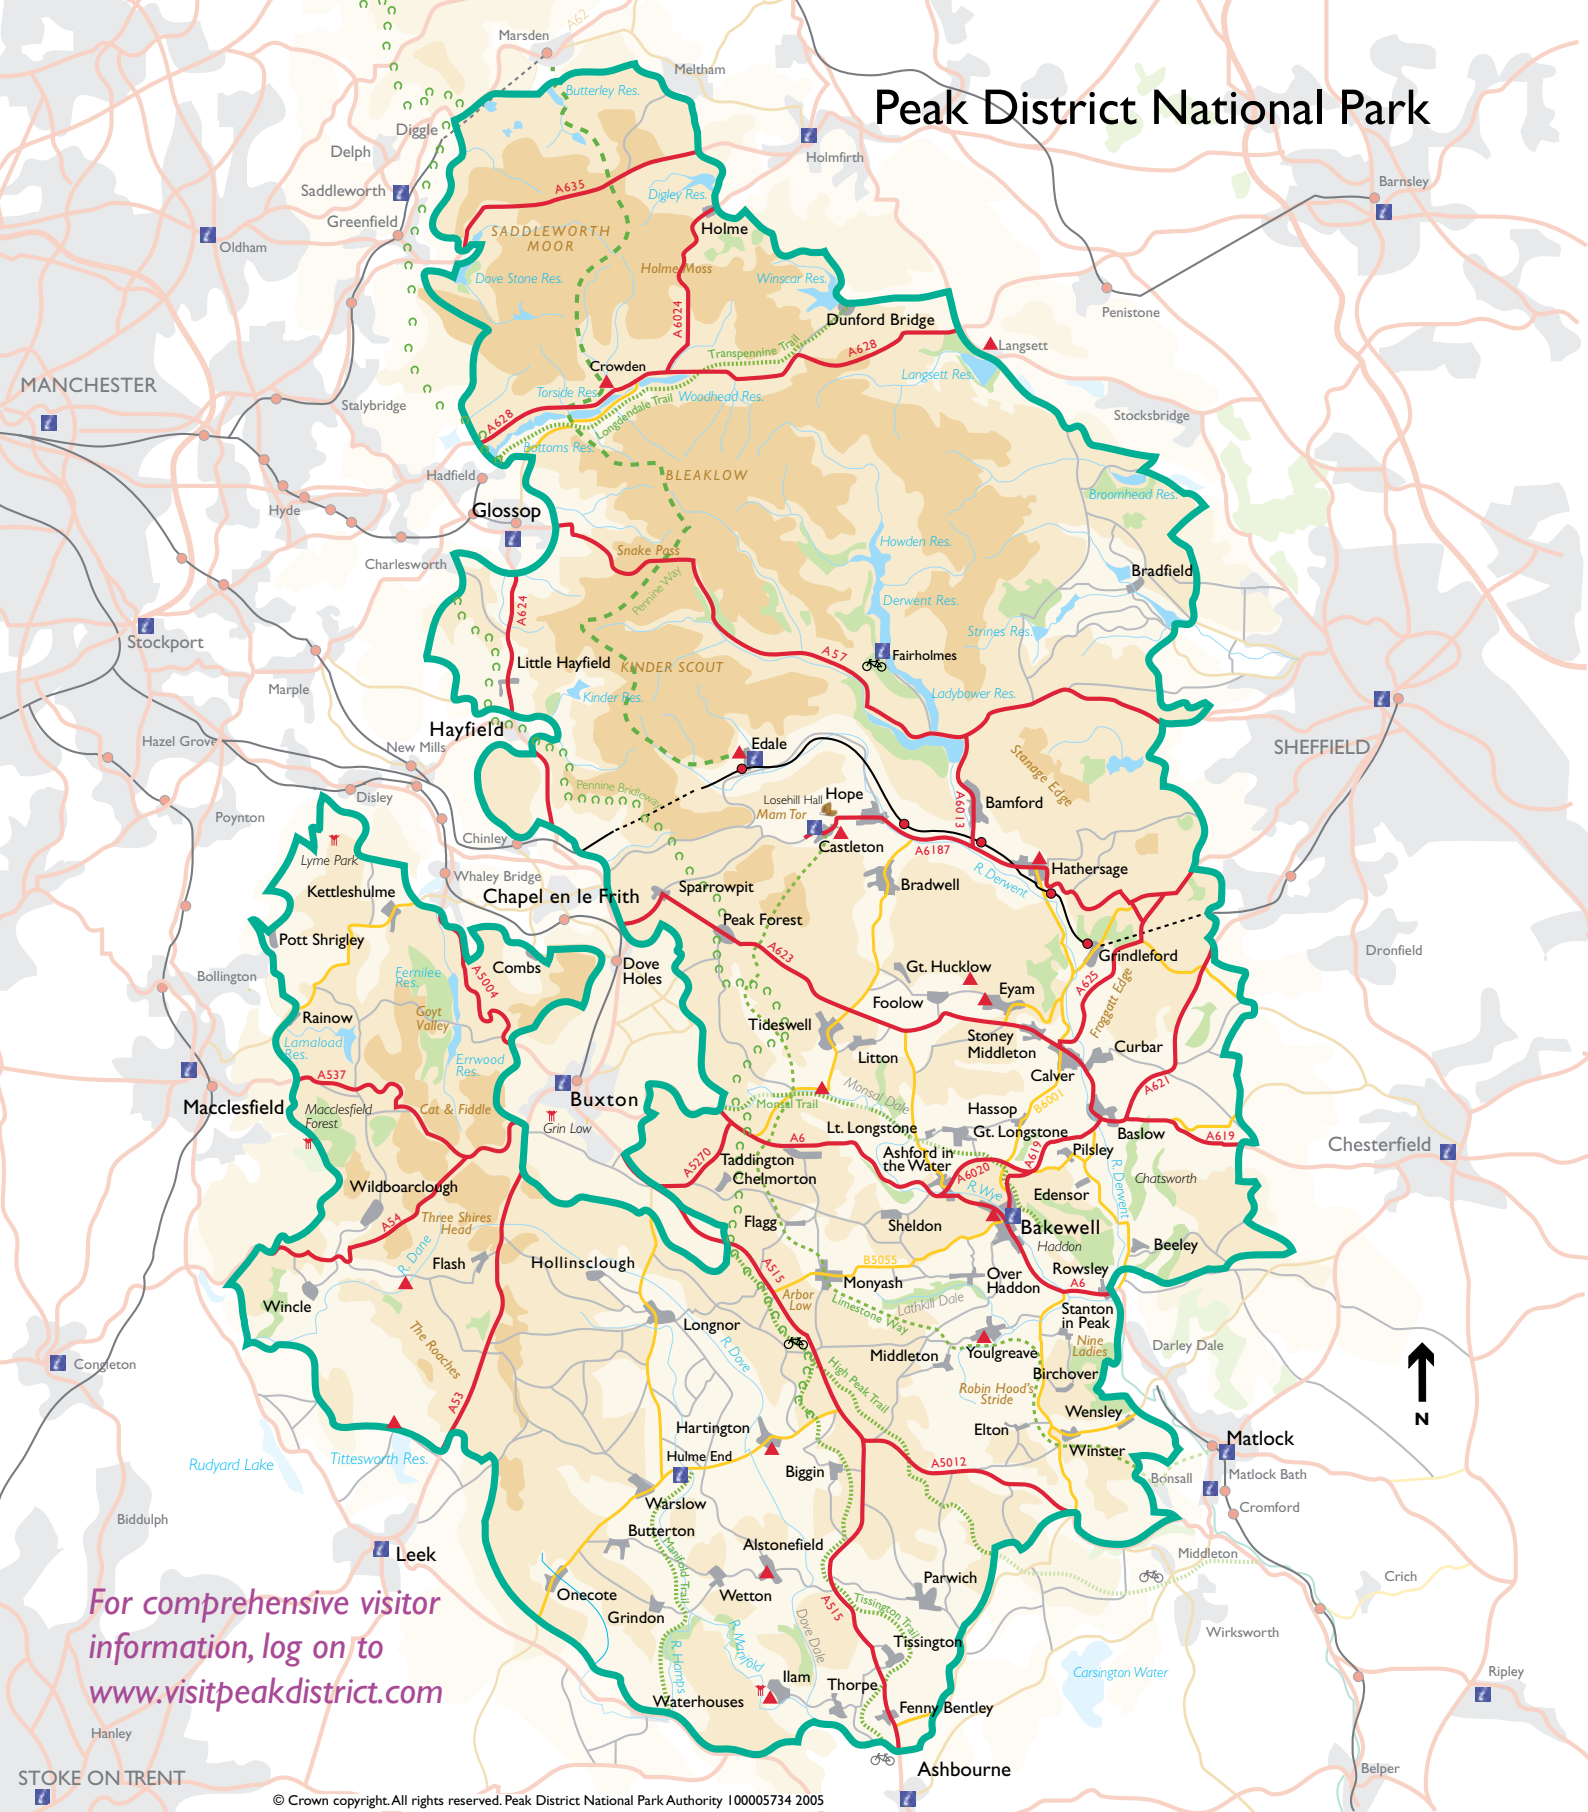 Peak District National Park
Marsden
A62
Meltham
Butterley Res.
Diggle
Delph
Holmfirth
Saddleworth
A635
Digley Res.
Barnsley
Greenfield
Holme
SADDLEWORTH
MOOR
Oldham
Holme Moss
Dove Stone Res.
Winscar Res.
Penistone
A6024
Dunford Bridge
Transpennine Trail
A628
Langsett
Crowden
Langsett Res.
MANCHESTER
Torside Res.
Woodhead Res.
Stalybridge
Longdendale Trail
Stocksbridge
A628
Bottoms Res.
Hadfield
BLEAKLOW
Broomhead Res.
Hyde
Glossop
Howden Res.
Snake Pass
Charlesworth
Bradfield
Pennine Way
A624
Derwent Res.
Strines Res.
Stockport
A57
Fairholmes
Little Hayfield
KINDER SCOUT
Marple
Kinder Res.
Ladybower Res.
Hayfield
Hazel Grove
New Mills
Edale
SHEFFIELD
Stanage Edge
Disley
Pennine Bridleway
Losehill Hall
Hope
Mam Tor
A6013
Bamford
Poynton
Chinley
Castleton
A6187
Lyme Park
R. Derwent
Hathersage
Whaley Bridge
Kettleshulme
Chapel en le Frith
Sparrowpit
Bradwell
Peak Forest
Pott Shrigley
A623
Dronfield
Grindleford
Combs
Dove
Holes
Bollington
Fernilee
Res.
A5004
Gt. Hucklow
A625
Froggatt Edge
Foolow
Eyam
Rainow
Goyt
Valley
Tideswell
Stoney
Middleton
Lamaload
Res.
Errwood
Res.
Litton
Curbar
Calver
A537
A621
Macclesfield
Macclesfield
Forest
Cat & Fiddle
Buxton
Monsal Trail
Monsal Dale
B6001
Grin Low
Hassop
Lt. Longstone
Gt. Longstone
Baslow
A619
A6
Chesterfield
A5270
Taddington
Ashford in
the Water
A619
Pilsley
Chelmorton
A6020
R. Derwent
Chatsworth
Wildboarclough
R. Wye
Edensor
A54
Three Shires
Head
Flagg
Sheldon
Bakewell
Haddon
Beeley
R. Dane
Flash
Hollinsclough
A515
B5055
Monyash
Over
Haddon
Rowsley
A6
Wincle
Arbor
Low
Limestone Way
Lathkill Dale
Stanton
in Peak
Longnor
The Roaches
R. Dove
Nine
Ladies
Darley Dale
Middleton
Youlgreave
Congleton
High Peak Trail
Birchover
Robin Hood's
Stride
A53
Wensley
N
Hartington
Elton
Matlock
Winster
Hulme End
Rudyard Lake
Tittesworth Res.
Biggin
A5012
Bonsall
Matlock Bath
Warslow
Cromford
Biddulph
Butterton
Alstonefield
Manifold Trail
Leek
Middleton
Parwich
Crich
Onecote
Wetton
A515
Tissington Trail
Grindon
Dove Dale
Wirksworth
R. Manifold
Tissington
R. Hamps
Carsington Water
Ilam
Thorpe
Ripley
Waterhouses
Fenny Bentley
For comprehensive visitor
information, log on to
www.visitpeakdistrict.com
Hanley
Belper
Ashbourne
STOKE ON TRENT
© Crown copyright. All rights reserved. Peak District National Park Authority 100005734 2005